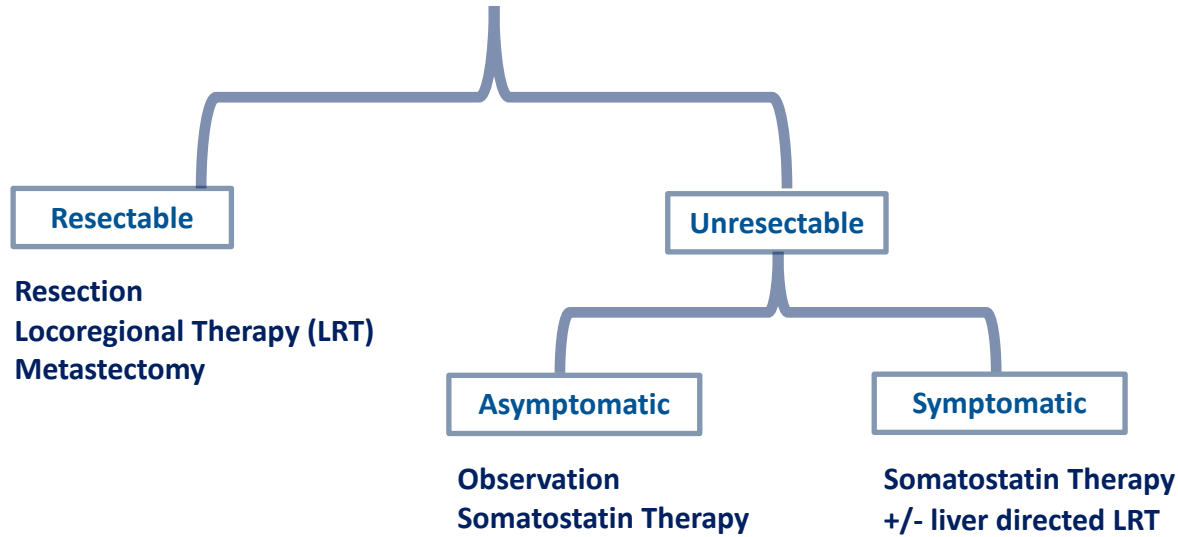 Resectable
Unresectable
Resection
Locoregional Therapy (LRT)
Metastectomy
Asymptomatic
Symptomatic
Observation
Somatostatin Therapy
Somatostatin Therapy
+/- liver directed LRT